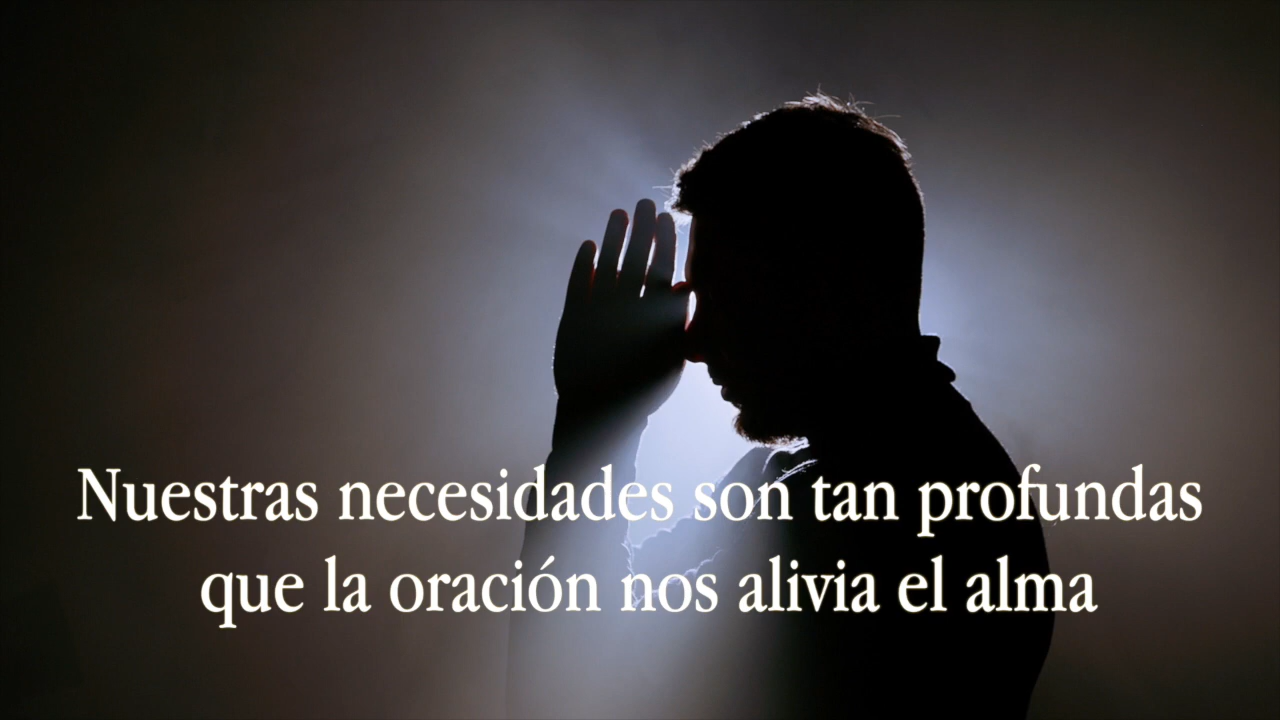 Nuestras necesidades son tan profundas
que la oración nos alivia el alma